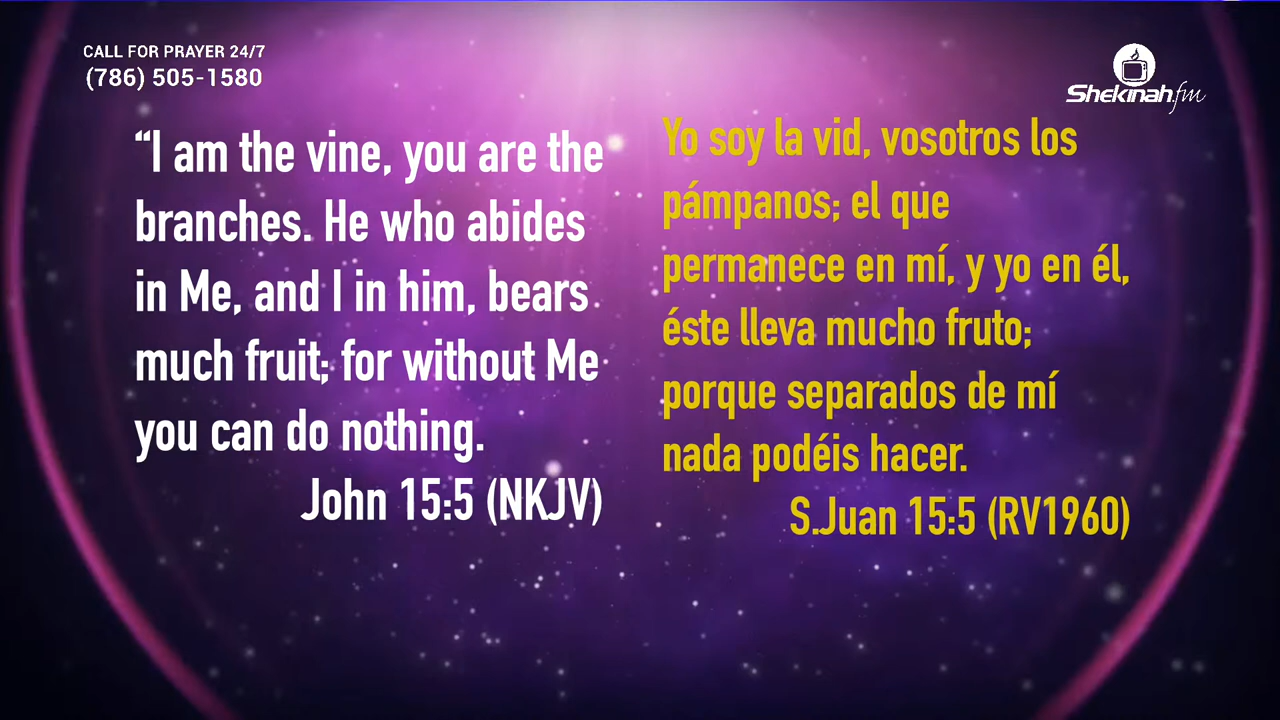 CALL FOR PRAYER 24/7
(786) 505-1580
Shekinah.fm
“I am the vine, you are the
branches. He who abides
in Me, and I in him, bears
much fruit; for without Me
you can do nothing.
John 15:5 (NKJV)
Yo soy la vid, vosotros los
pámpanos; el que
permanece en mí, y yo en él,
éste lleva mucho fruto;
porque separados de mí
nada podéis hacer.
S.Juan 15:5 (RV1960)